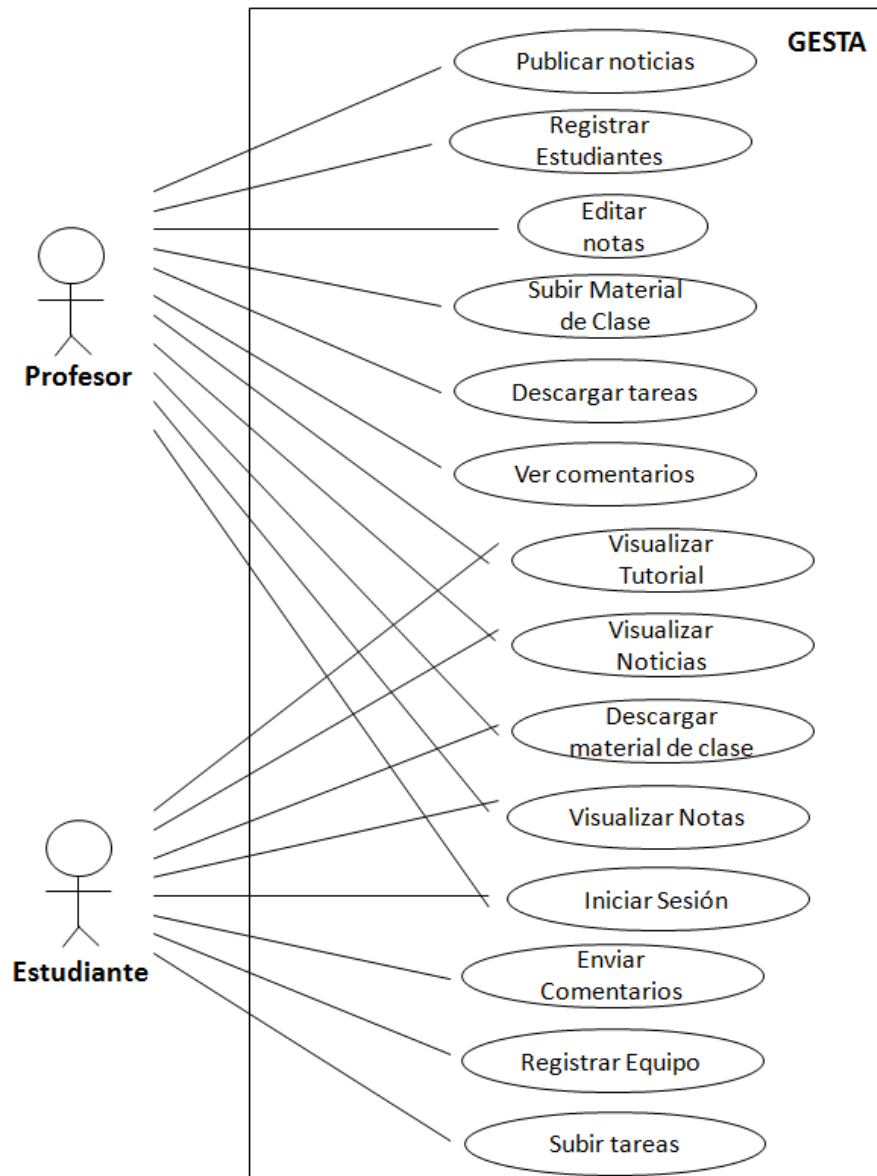 GESTA
Publicar noticias
Registrar
Estudiantes
Editar
notas
Subir Material
de Clase
Profesor
Descargar tareas
Ver comentarios
Visualizar
Tutorial
Visualizar
Noticias
Descargar
material de clase
Visualizar Notas
Iniciar Sesión
Estudiante
Enviar
Comentarios
Registrar Equipo
Subir tareas